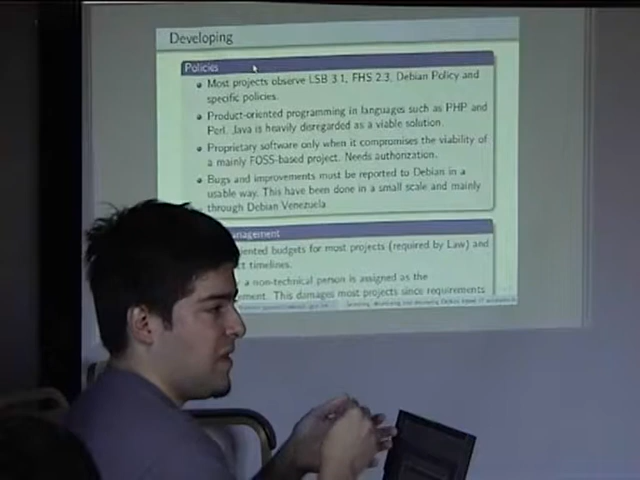 Developing
Policies
Most projects observe LSB 3.1, FHS 2.3, Debian Policy and
specific policies.
Product-oriented programming in languages such as PHP and
Perl. Java is heavily disregarded as a viable solution.
Proprietary software only when it compromises the viability of
a mainly FOSS-based project. Needs authorization.
Bugs and improvements must be reported to Debian in a
usable way. This have been done in a small scale and mainly
through Debian Venezuela
budgets for most projects (required by Law) and
timelines.
a non-technical person is assigned as the
This damages most projects since requirements